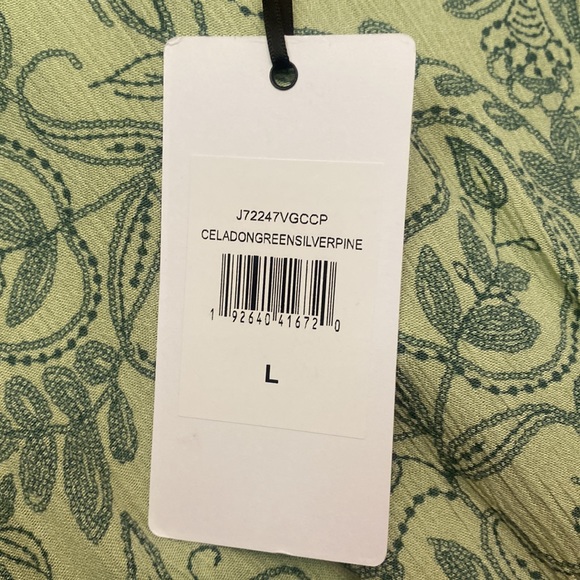 J72247VGCCP
CELADONGREENSILVERPINE
1 92640 41672 0
L